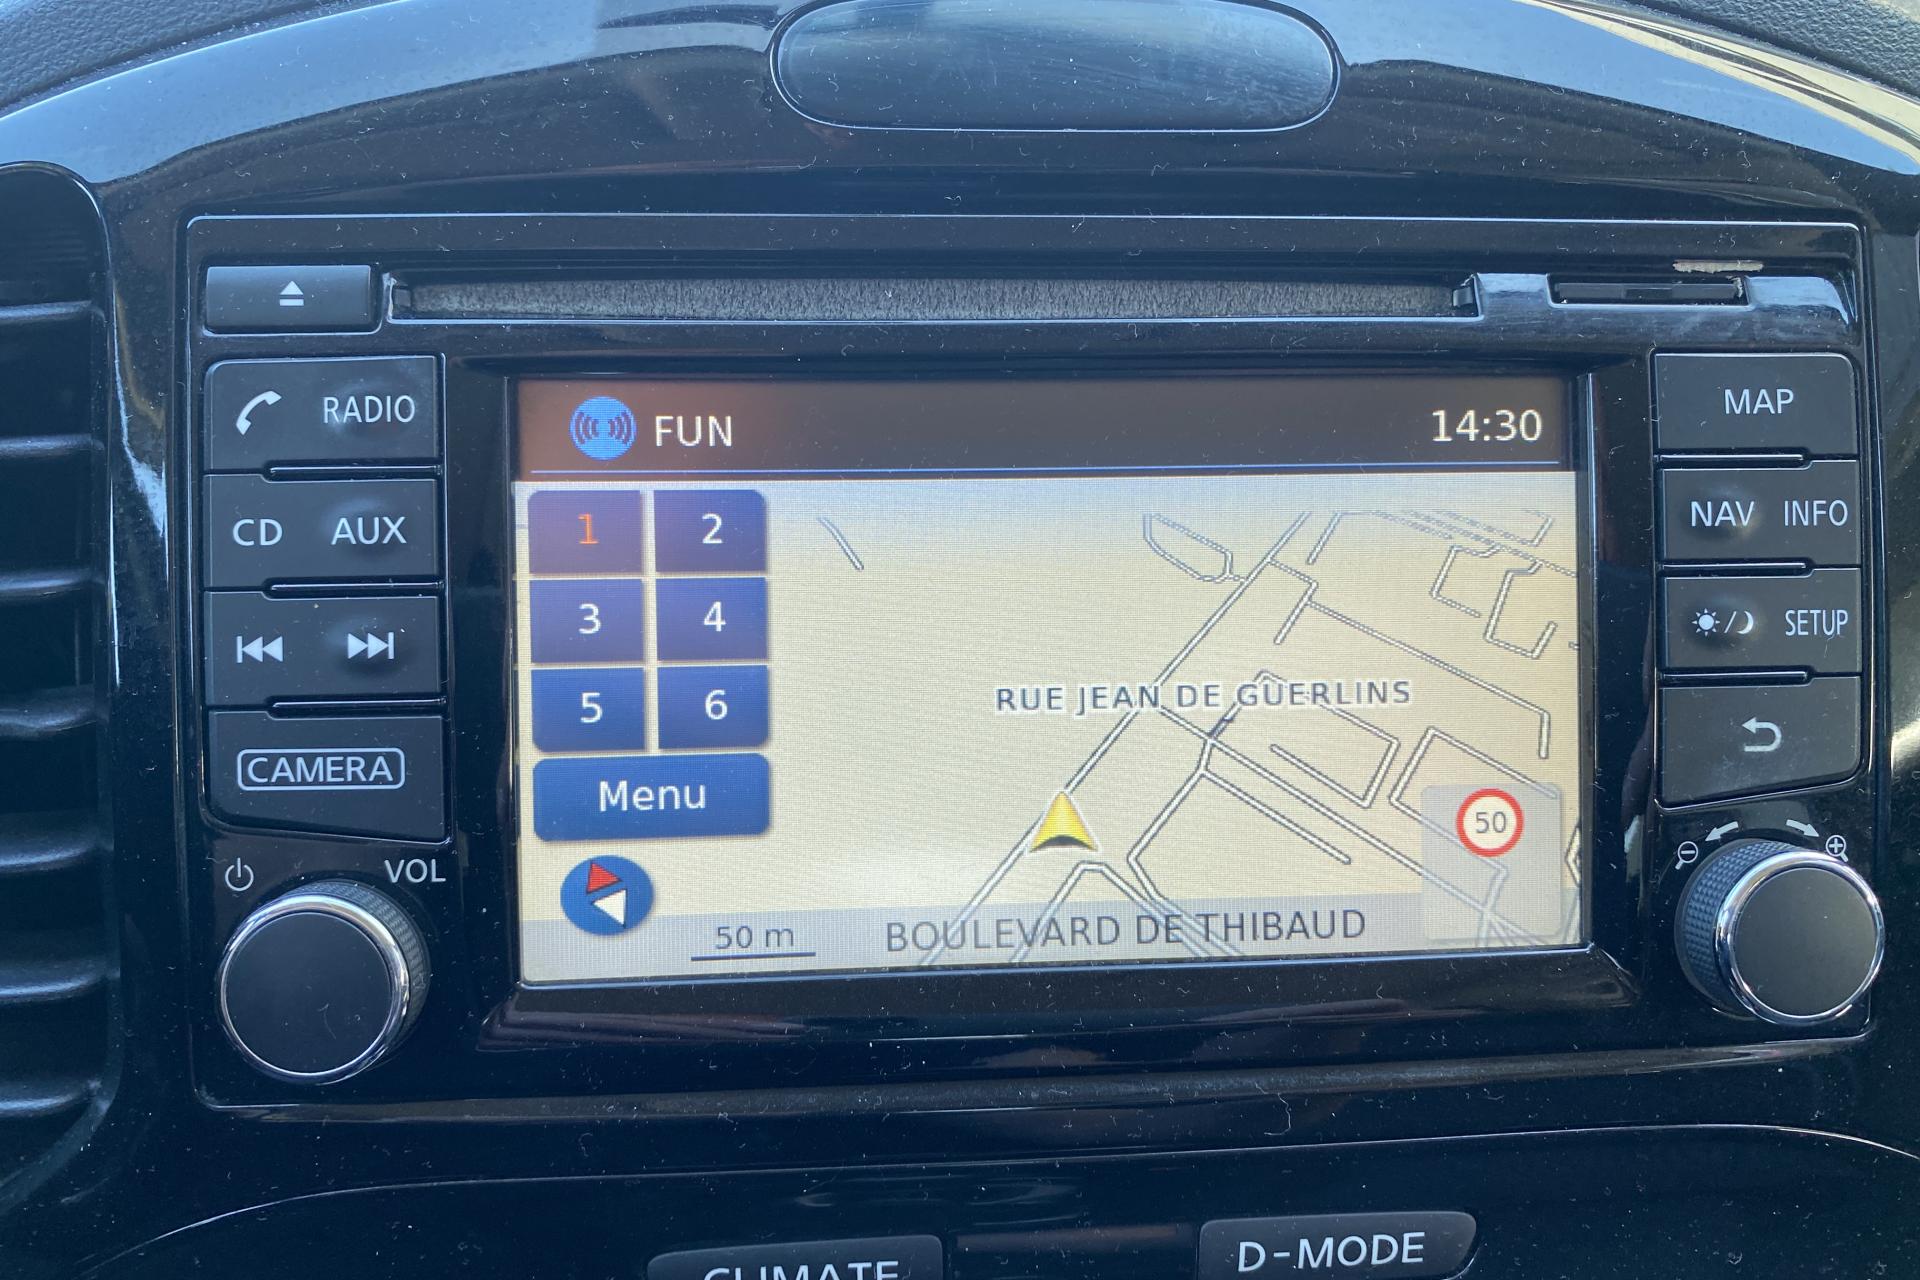 RADIO
CD AUX
CAMERA
VOL
FUN 14:30
1 2
3 4
5 6
Menu
RUE JEAN DE GUERLINS
50
50 m BOULEVARD DE THIBAUD
MAP
NAV INFO
SETUP
CLIMATE
D-MODE